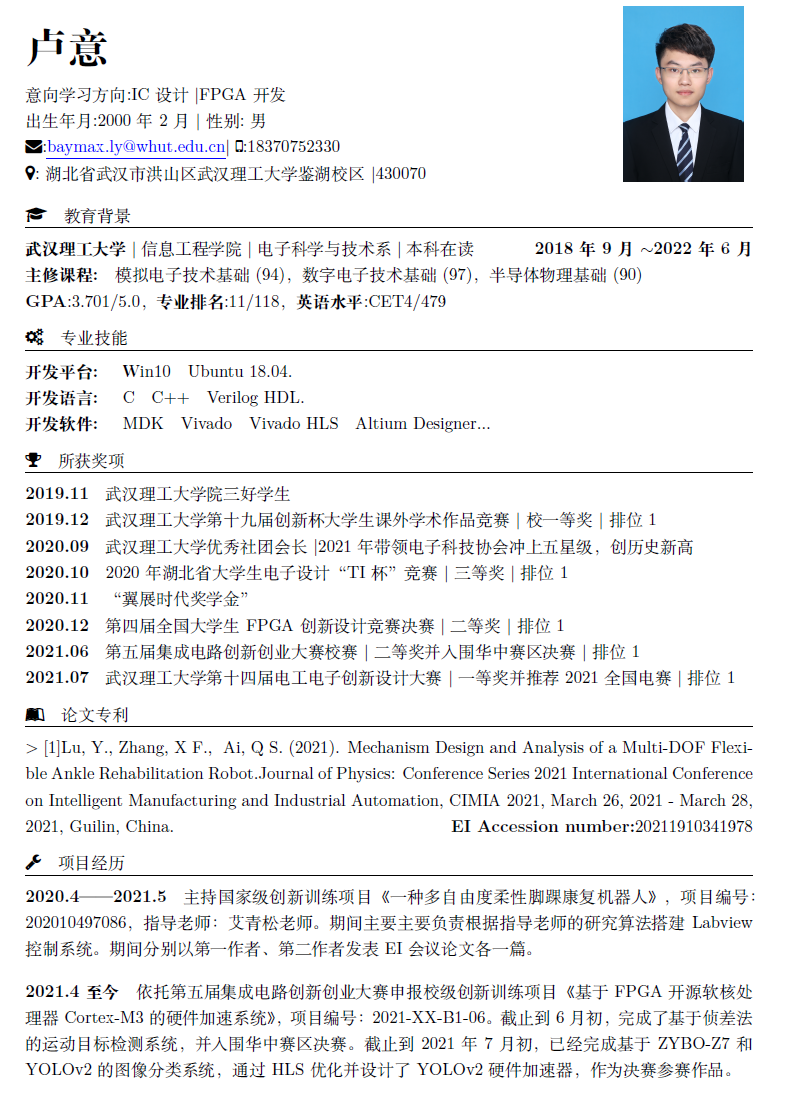 卢意
意向学习方向:IC 设计 |FPGA 开发
出生年月:2000 年 2 月 | 性别: 男
:baymax.ly@whut.edu.cn| :18370752330
: 湖北省武汉市洪山区武汉理工大学鉴湖校区 |430070
教育背景
武汉理工大学 | 信息工程学院 | 电子科学与技术系 | 本科在读 2018 年 9 月 ~2022 年 6 月
主修课程: 模拟电子技术基础 (94), 数字电子技术基础 (97), 半导体物理基础 (90)
GPA:3.701/5.0, 专业排名:11/118, 英语水平:CET4/479
专业技能
开发平台: Win10 Ubuntu 18.04.
开发语言: C C++ Verilog HDL.
开发软件: MDK Vivado Vivado HLS Altium Designer...
所获奖项
2019.11 武汉理工大学院三好学生
2019.12 武汉理工大学第十九届创新杯大学生课外学术作品竞赛 | 校一等奖 | 排位 1
2020.09 武汉理工大学优秀社团会长 |2021 年带领电子科技协会冲上五星级, 创历史新高
2020.10 2020 年湖北省大学生电子设计“TI 杯”竞赛 | 三等奖 | 排位 1
2020.11 “翼展时代奖学金”
2020.12 第四届全国大学生 FPGA 创新设计竞赛决赛 | 二等奖 | 排位 1
2021.06 第五届集成电路创新创业大赛校赛 | 二等奖并入围华中赛区决赛 | 排位 1
2021.07 武汉理工大学第十四届电工电子创新设计大赛 | 一等奖并推荐 2021 全国电赛 | 排位 1
论文专利
> [1]Lu, Y., Zhang, X F., Ai, Q S. (2021). Mechanism Design and Analysis of a Multi-DOF Flexi-
ble Ankle Rehabilitation Robot.Journal of Physics: Conference Series 2021 International Conference
on Intelligent Manufacturing and Industrial Automation, CIMIA 2021, March 26, 2021 - March 28,
2021, Guilin, China. EI Accession number:20211910341978
项目经历
2020.4——2021.5 主持国家级创新训练项目《一种多自由度柔性脚踝康复机器人》, 项目编号:
202010497086, 指导老师: 艾青松老师。期间主要主要负责根据指导老师的研究算法搭建 Labview
控制系统。期间分别以第一作者、第二作者发表 EI 会议论文各一篇。
2021.4 至今 依托第五届集成电路创新创业大赛申报校级创新训练项目《基于 FPGA 开源软核处
理器 Cortex-M3 的硬件加速系统》, 项目编号: 2021-XX-B1-06。截止到 6 月初, 完成了基于侦差法
的运动目标检测系统, 并入围华中赛区决赛。截止到 2021 年 7 月初, 已经完成基于 ZYBO-Z7 和
YOLOv2 的图像分类系统, 通过 HLS 优化并设计了 YOLOv2 硬件加速器, 作为决赛参赛作品。